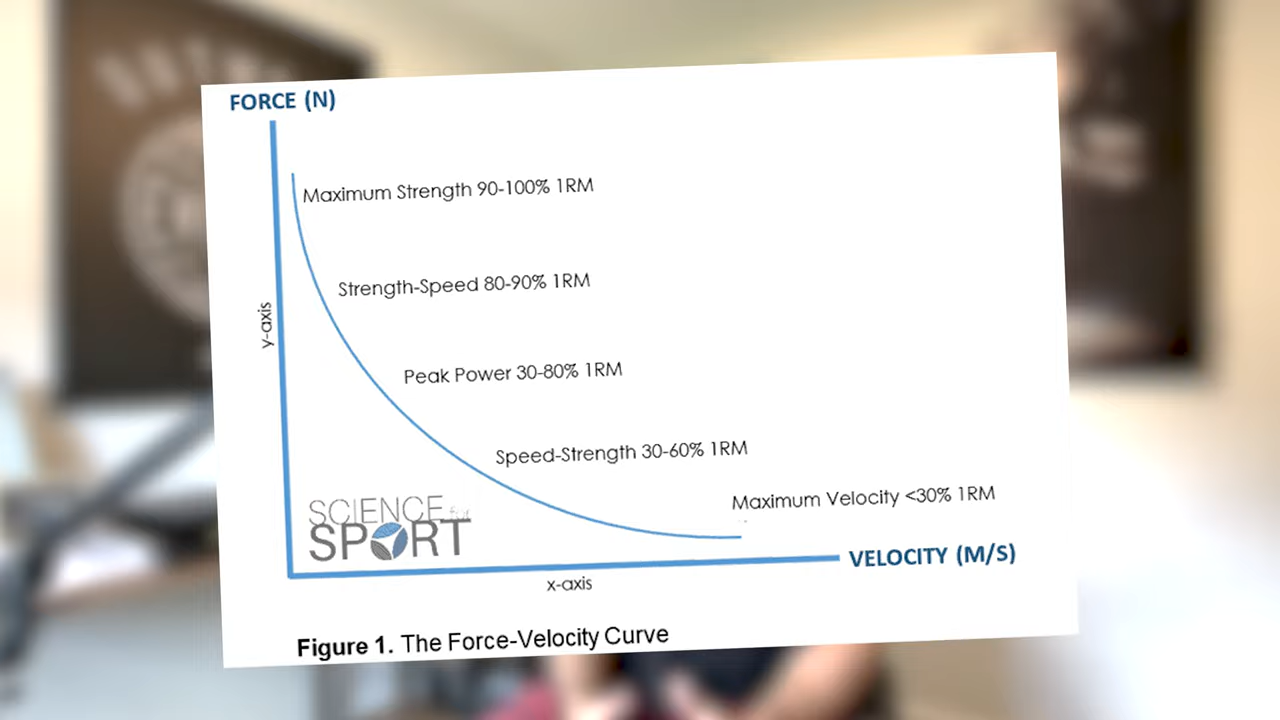 FORCE (N)
Maximum Strength 90-100% 1RM
Strength-Speed 80-90% 1RM
y-axis
Peak Power 30-80% 1RM
Speed-Strength 30-60% 1RM
Maximum Velocity <30% 1RM
SCIENCE for
SPORT
VELOCITY (M/S)
x-axis
Figure 1. The Force-Velocity Curve